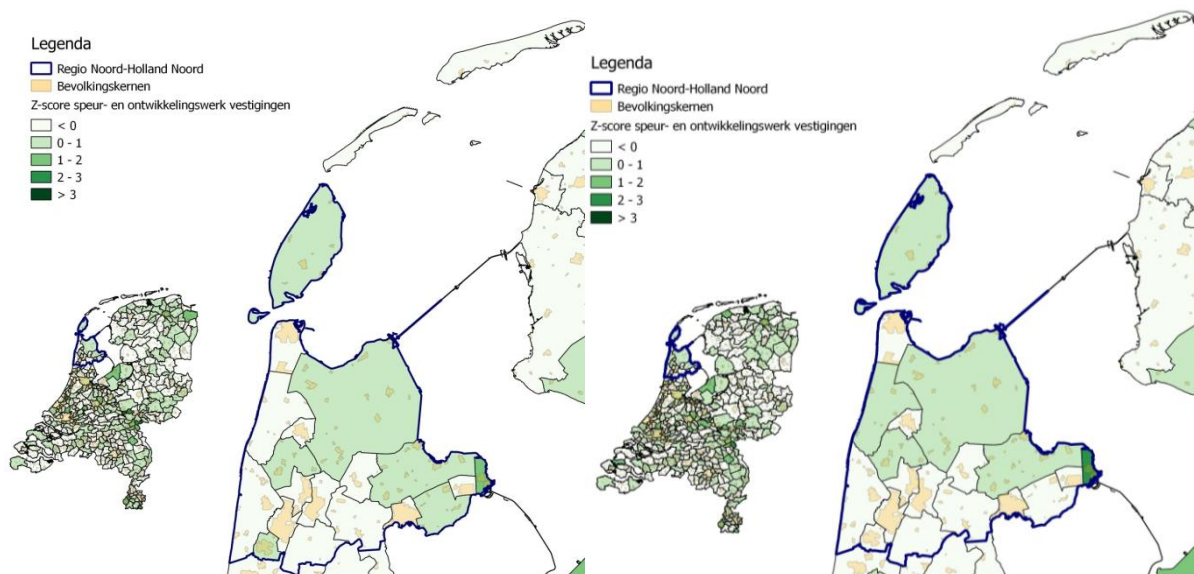 Legenda
Regio Noord-Holland Noord
Bevolkingskernen
Z-score speur- en ontwikkelingswerk vestigingen
< 0
0 - 1
1 - 2
2 - 3
> 3
Legenda
Regio Noord-Holland Noord
Bevolkingskernen
Z-score speur- en ontwikkelingswerk vestigingen
< 0
0 - 1
1 - 2
2 - 3
> 3